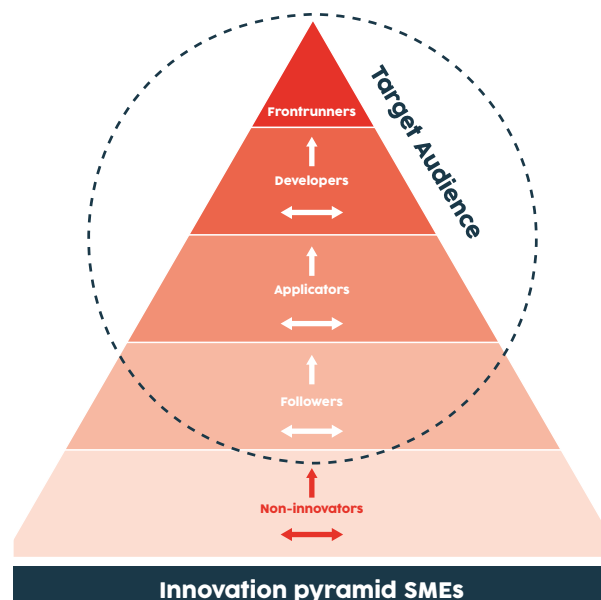 Frontrunners
Target Audience
Developers
Applicators
Followers
Non-innovators
Innovation pyramid SMEs